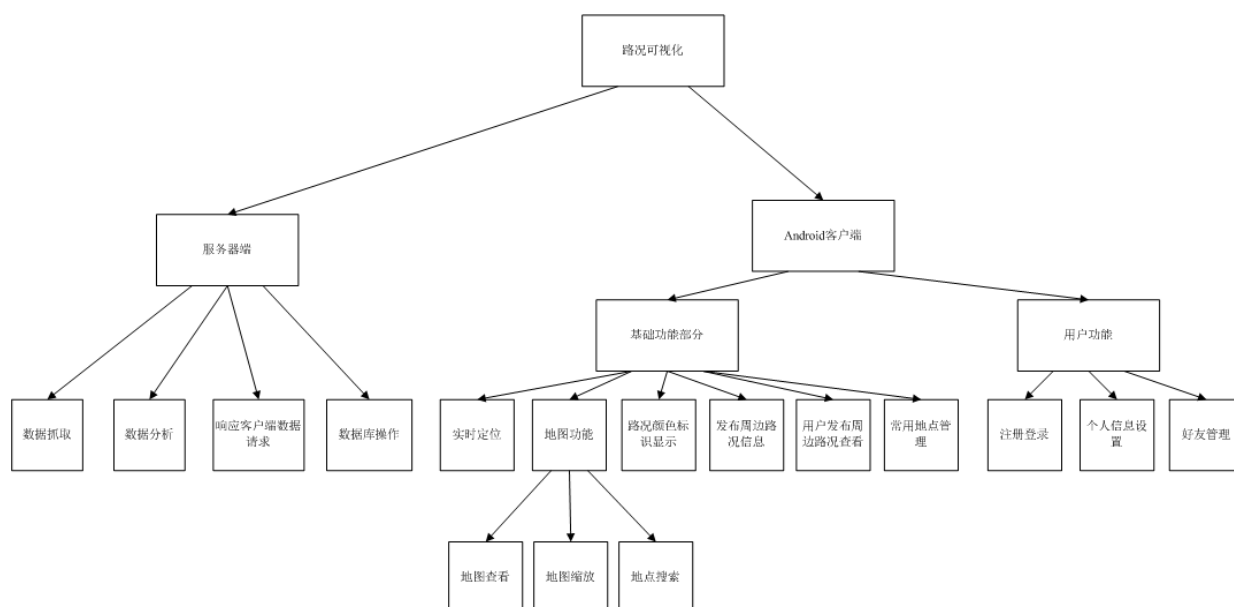 路况可视化
服务器端
Android客户端
基础功能部分
用户功能
数据抓取
数据分析
响应客户端数据
请求
数据库操作
实时定位
地图功能
路况颜色标
识显示
发布周边路
况信息
用户发布周
边路况查看
常用地点管
理
注册登录
个人信息设
置
好友管理
地图查看
地图缩放
地点搜索